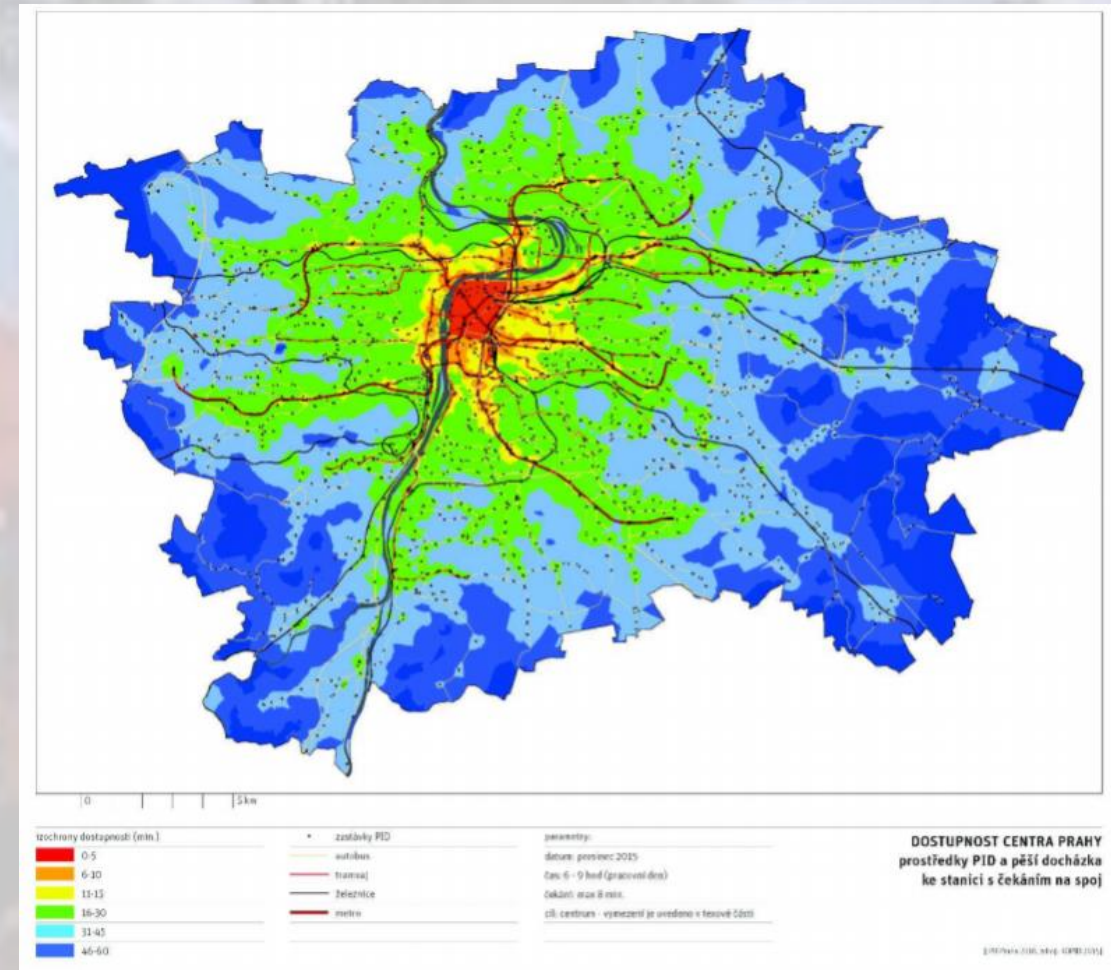 0 5 km
izochrony dostupnosti (min.)
0-5
6-10
11-15
16-30
31-45
46-60
zastávky PID
autobus
tramvaj
železnice
metro
parametry:
datum: prosinec 2015
čas: 6 - 9 hod (pracovní den)
čekání: max 8 min.
cíl: centrum - vymezení je uvedeno v textové části
DOSTUPNOST CENTRA PRAHY
prostředky PID a pěší docházka
ke stanici s čekáním na spoj